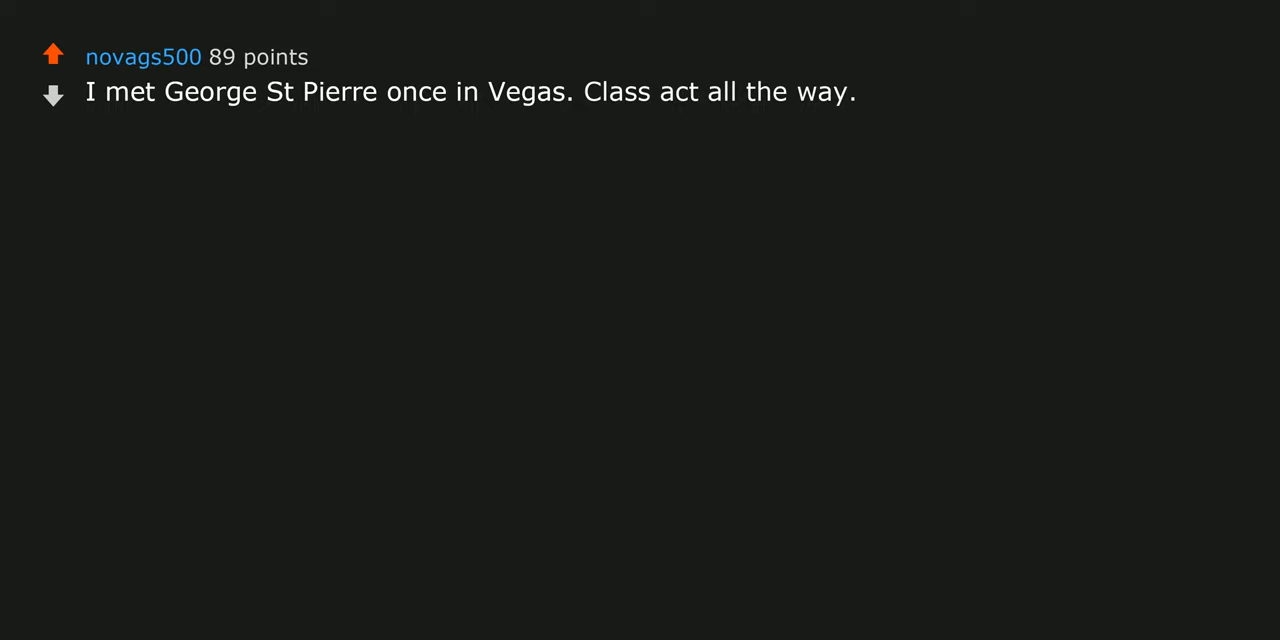 novags500 89 points
I met George St Pierre once in Vegas. Class act all the way.